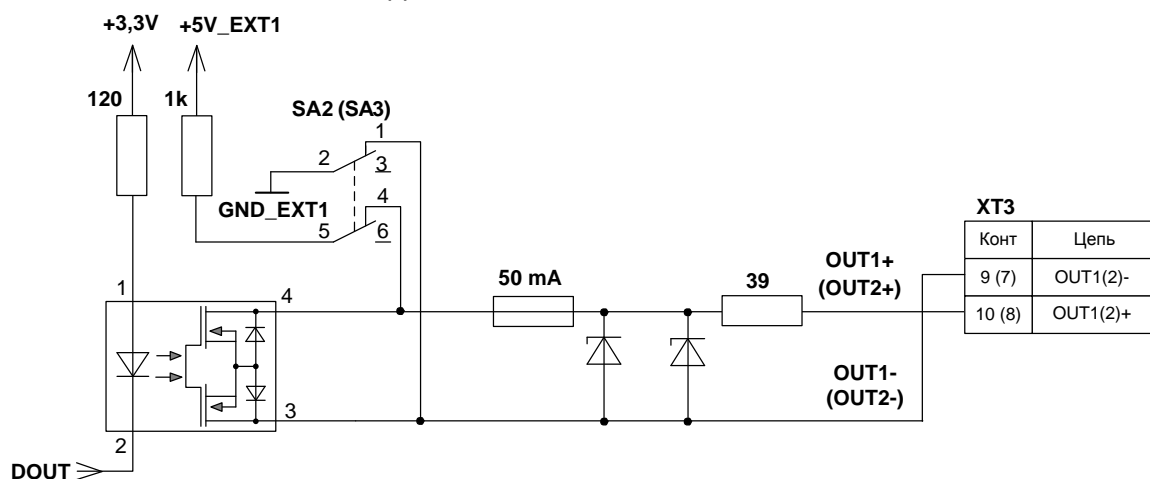 +3,3V +5V_EXT1
120 1k
SA2 (SA3)
1
2
3
4
GND_EXT1
5 6
XT3
Конт Цепь
9 (7) OUT1(2)-
10 (8) OUT1(2)+
1
4
50 mA
39
OUT1+
(OUT2+)
OUT1-
(OUT2-)
3
2
DOUT